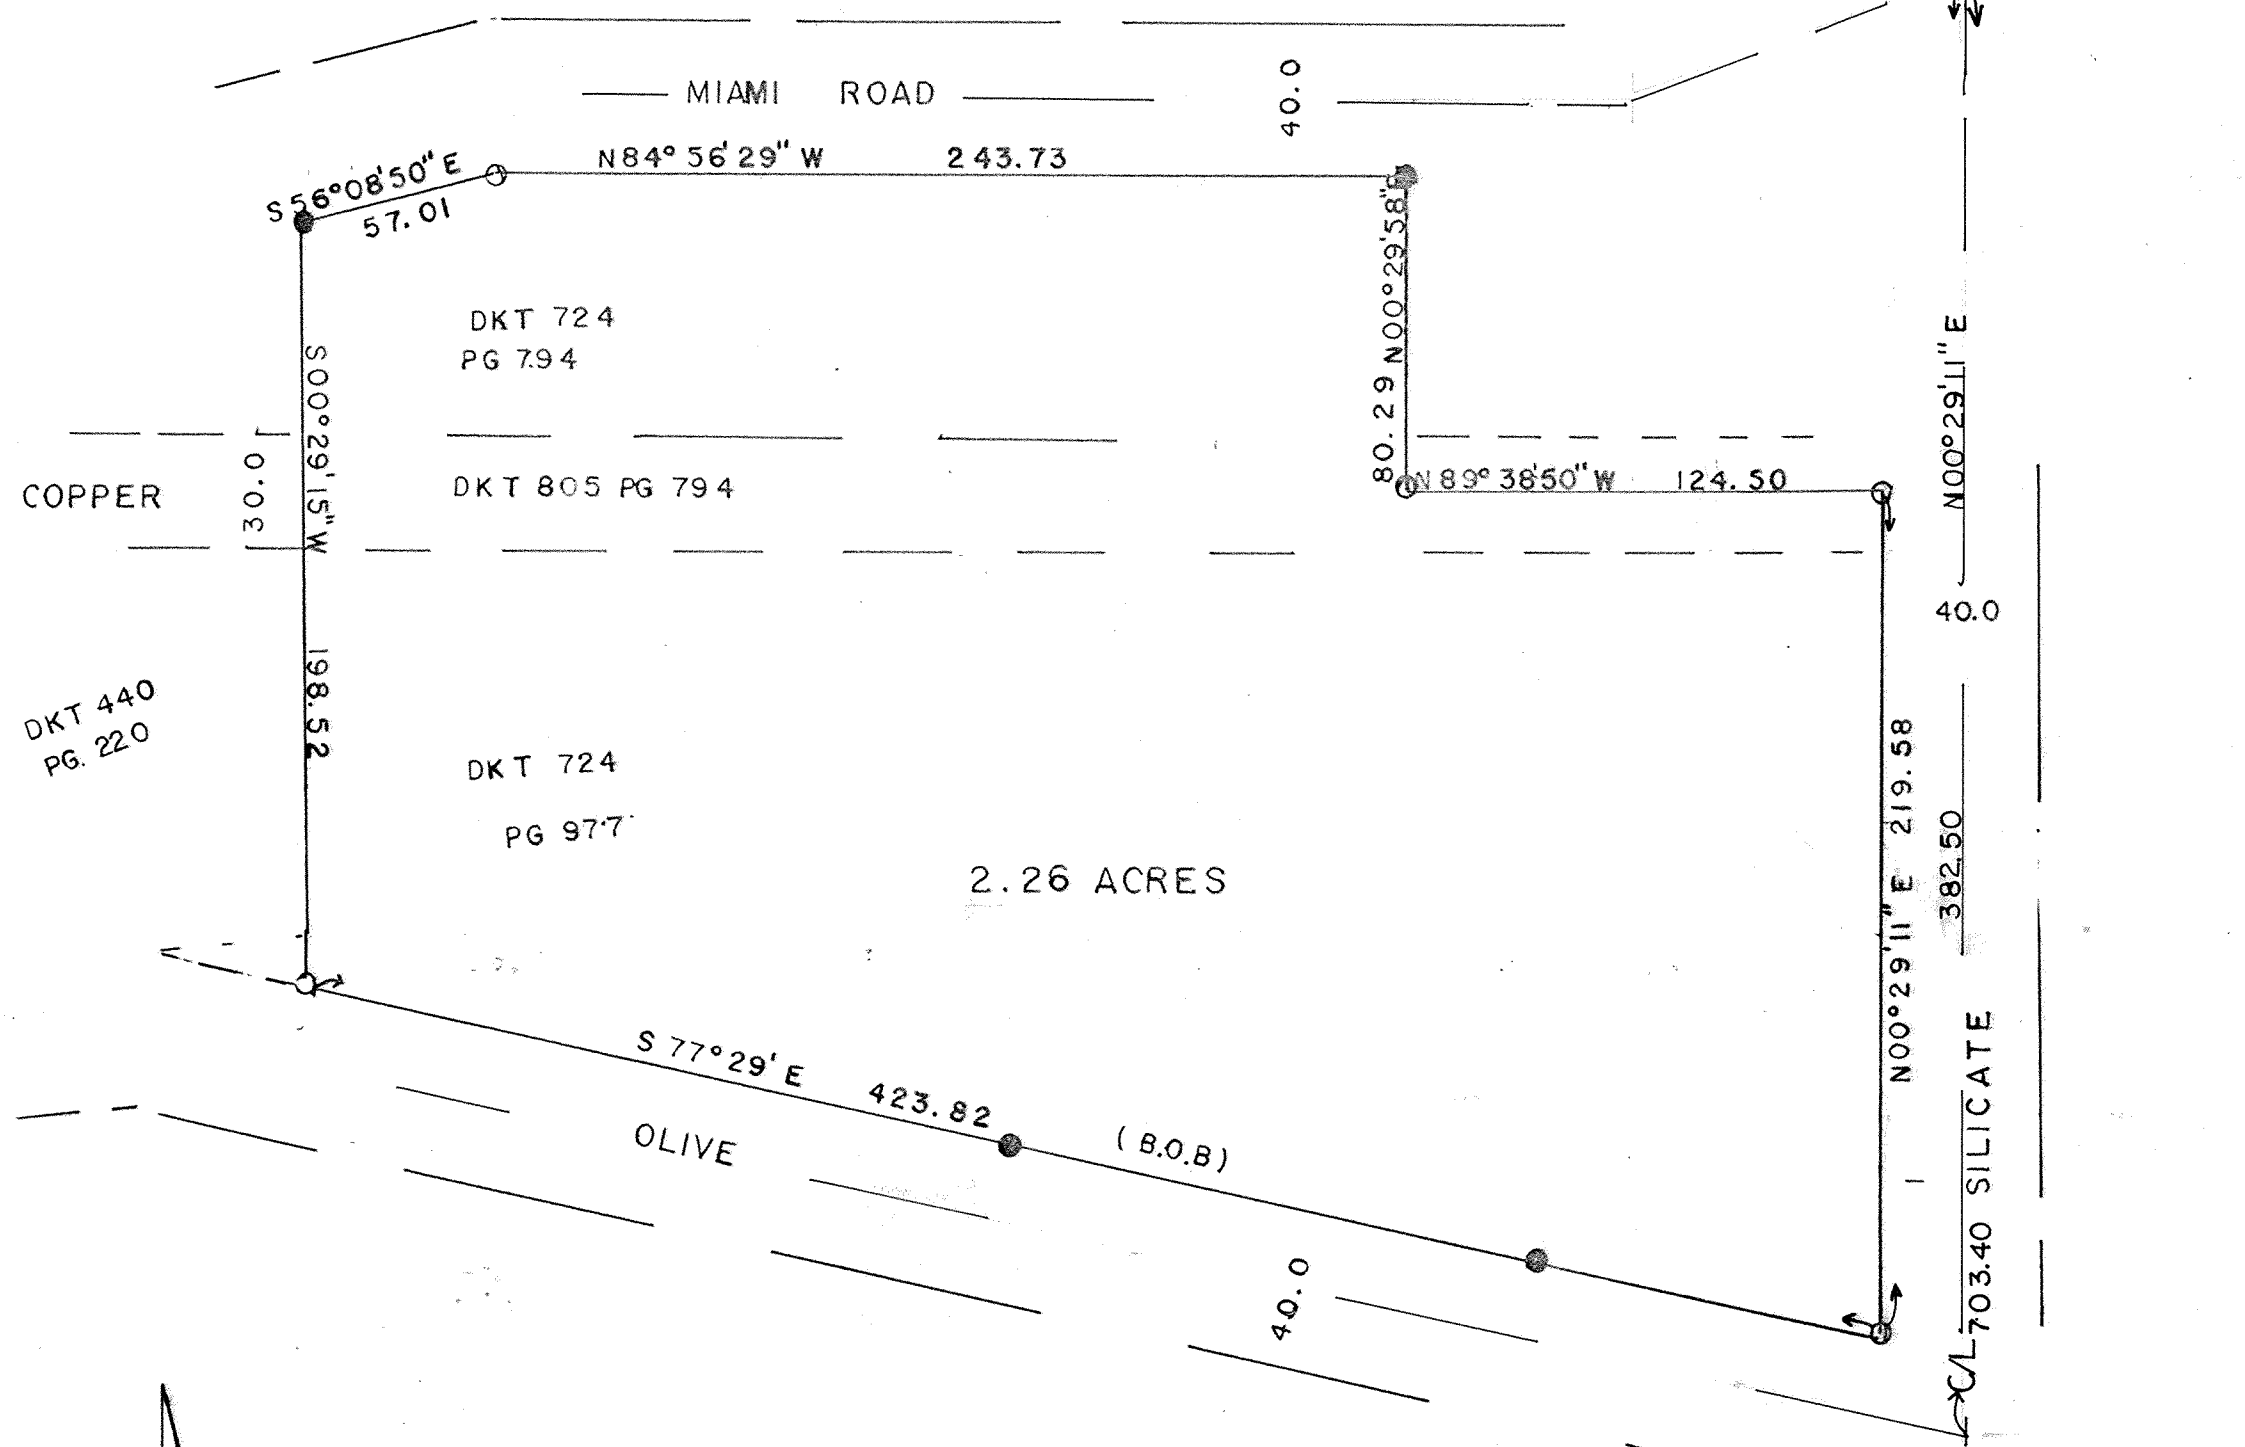 MIAMI ROAD
40.0
S 56°08'50" E
57.01
N84°56'29" W 243.73
80.29 N00°29'58"
DKT 724
PG 794
S00°29'15" W 198.52
COPPER
30.0
DKT 805 PG 794
N 89°38'50" W 124.50
N00°29'11" E
40.0
382.50
DKT 440
PG. 220
DKT 724
PG 977
2.26 ACRES
N00°29'11" E 219.58
S 77°29' E 423.82 (B.O.B)
OLIVE
40.0
C/L 703.40 SILICATE